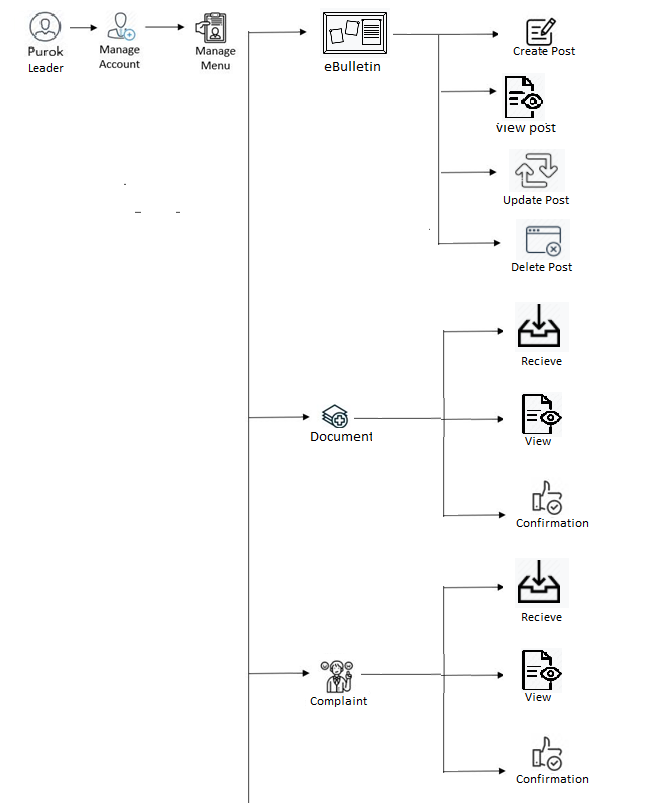 Purok
Leader
Manage
Account
Manage
Menu
eBulletin
Create Post
View post
Update Post
Delete Post
Document
Recieve
View
Confirmation
Complaint
Recieve
View
Confirmation